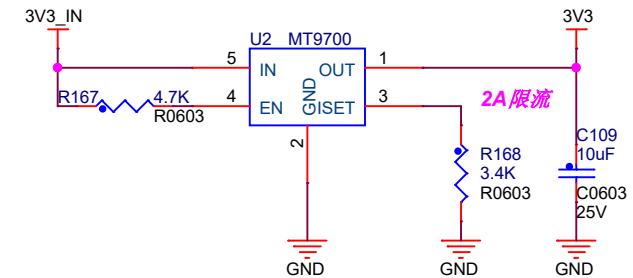 3V3_IN
3V3
U2 MT9700
5 IN OUT 1
R167 4.7K 4 EN GND ISET 3
R0603
2A限流
2
C109
10uF
R168
3.4K
R0603
C0603
25V
GND GND GND